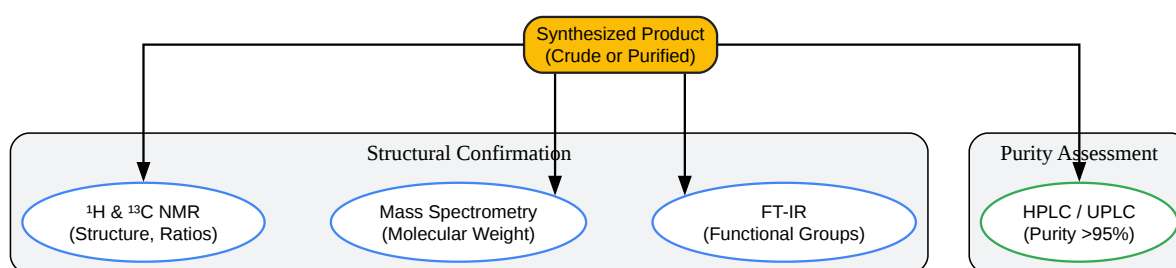 Synthesized Product
(Crude or Purified)
Structural Confirmation
Purity Assessment
¹H & ¹³C NMR
(Structure, Ratios)
Mass Spectrometry
(Molecular Weight)
FT-IR
(Functional Groups)
HPLC / UPLC
(Purity >95%)